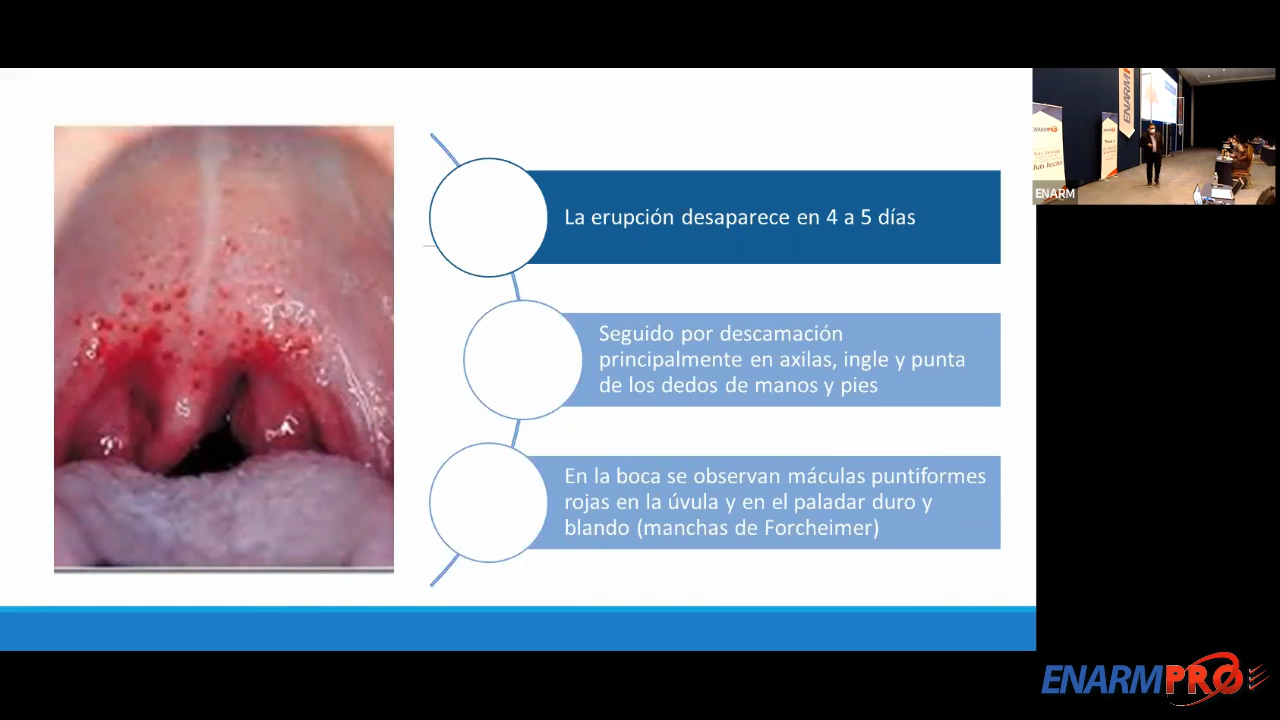 La erupción desaparece en 4 a 5 días
Seguido por descamación
principalmente en axilas, ingle y punta
de los dedos de manos y pies
En la boca se observan máculas puntiformes
rojas en la úvula y en el paladar duro y
blando (manchas de Forcheimer)
ENARM
ENARMPRO
ENARMPRO
ENARMPRO